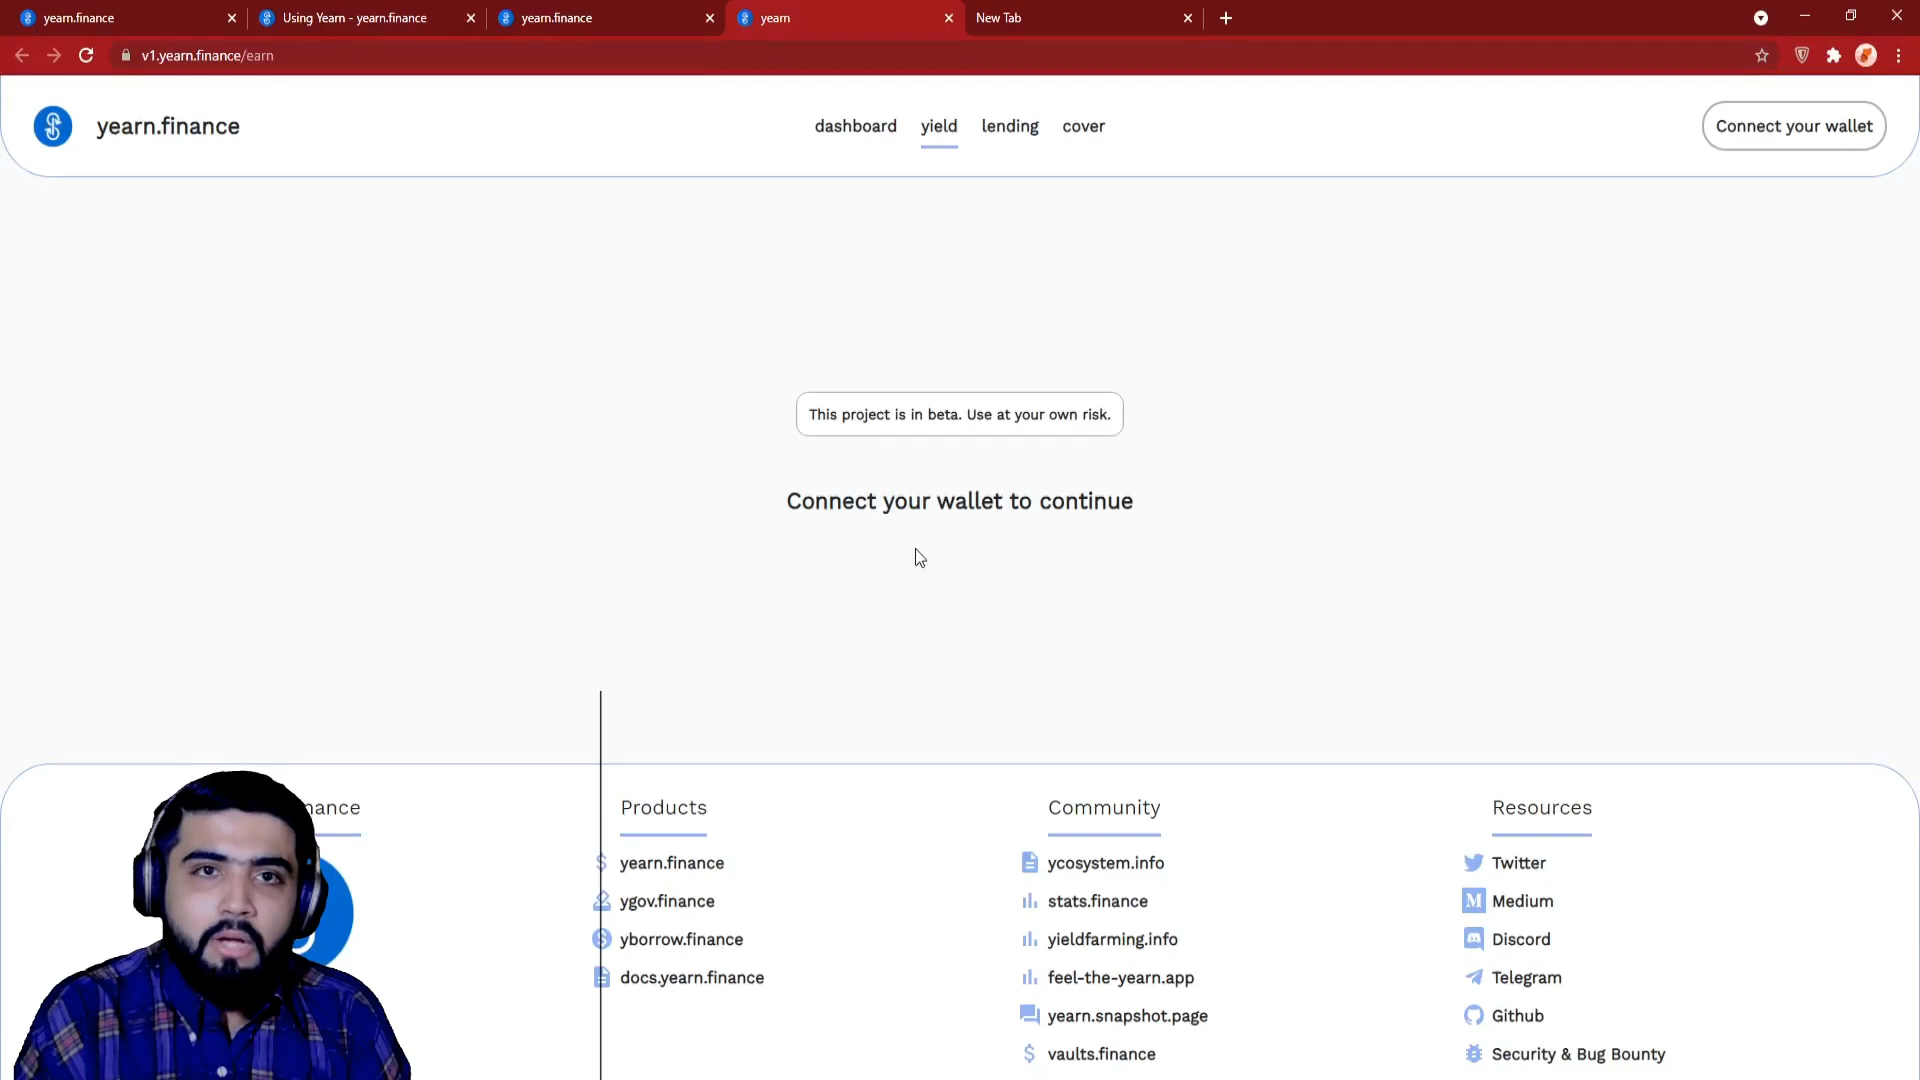 yearn.finance
Using Yearn - yearn.finance
yearn.finance
yearn
New Tab
v1.yearn.finance/earn
yearn.finance
dashboard
yield
lending
cover
Connect your wallet
This project is in beta. Use at your own risk.
Connect your wallet to continue
nance
Products
yearn.finance
ygov.finance
yborrow.finance
docs.yearn.finance
Community
ycosystem.info
stats.finance
yieldfarming.info
feel-the-yearn.app
yearn.snapshot.page
vaults.finance
Resources
Twitter
Medium
Discord
Telegram
Github
Security & Bug Bounty